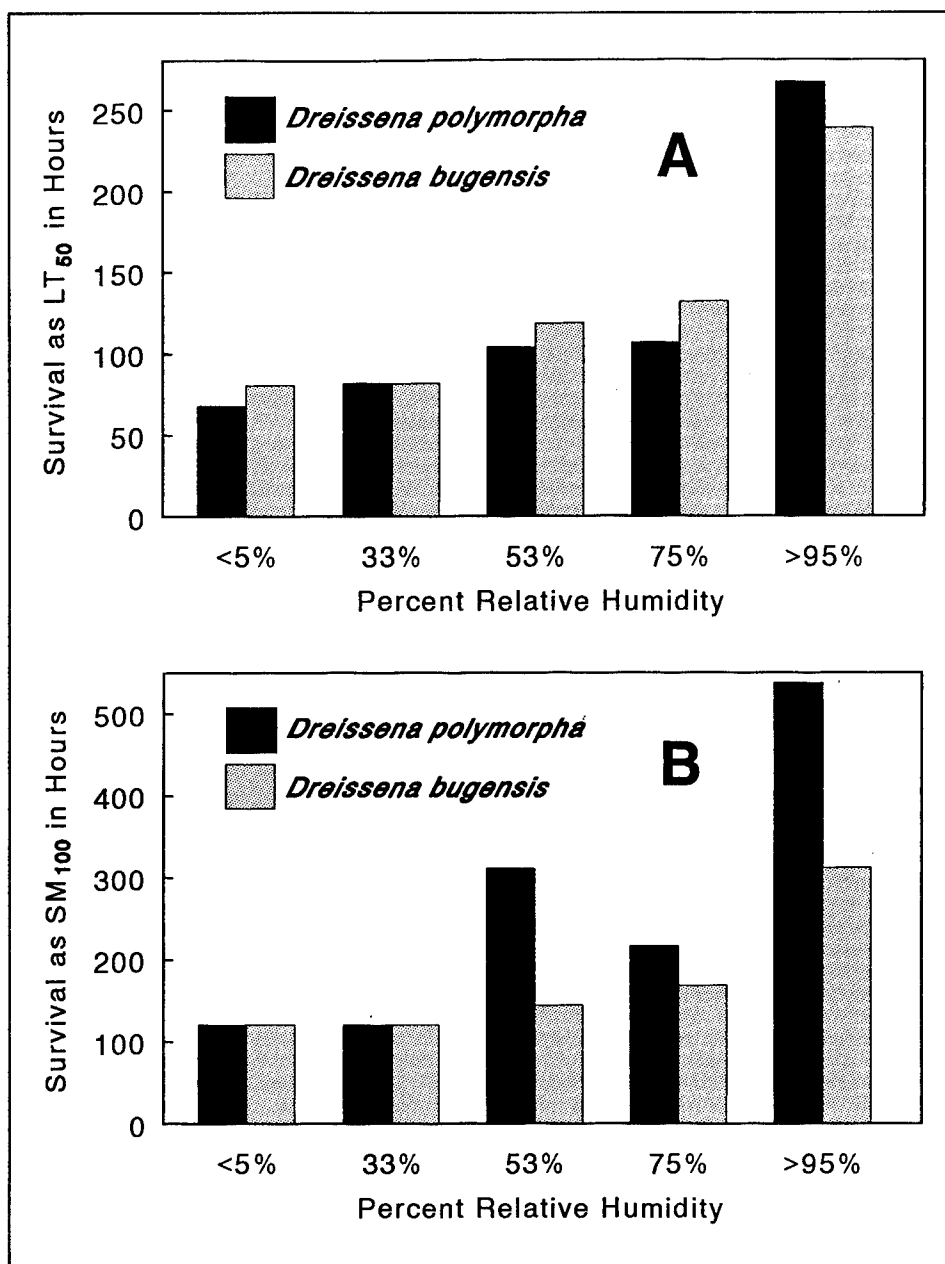 A
Dreissena polymorpha
Dreissena bugensis
Survival as LT50 in Hours
250
200
150
100
50
0
<5% 33% 53% 75% >95%
Percent Relative Humidity
B
Dreissena polymorpha
Dreissena bugensis
Survival as SM100 in Hours
500
400
300
200
100
0
<5% 33% 53% 75% >95%
Percent Relative Humidity